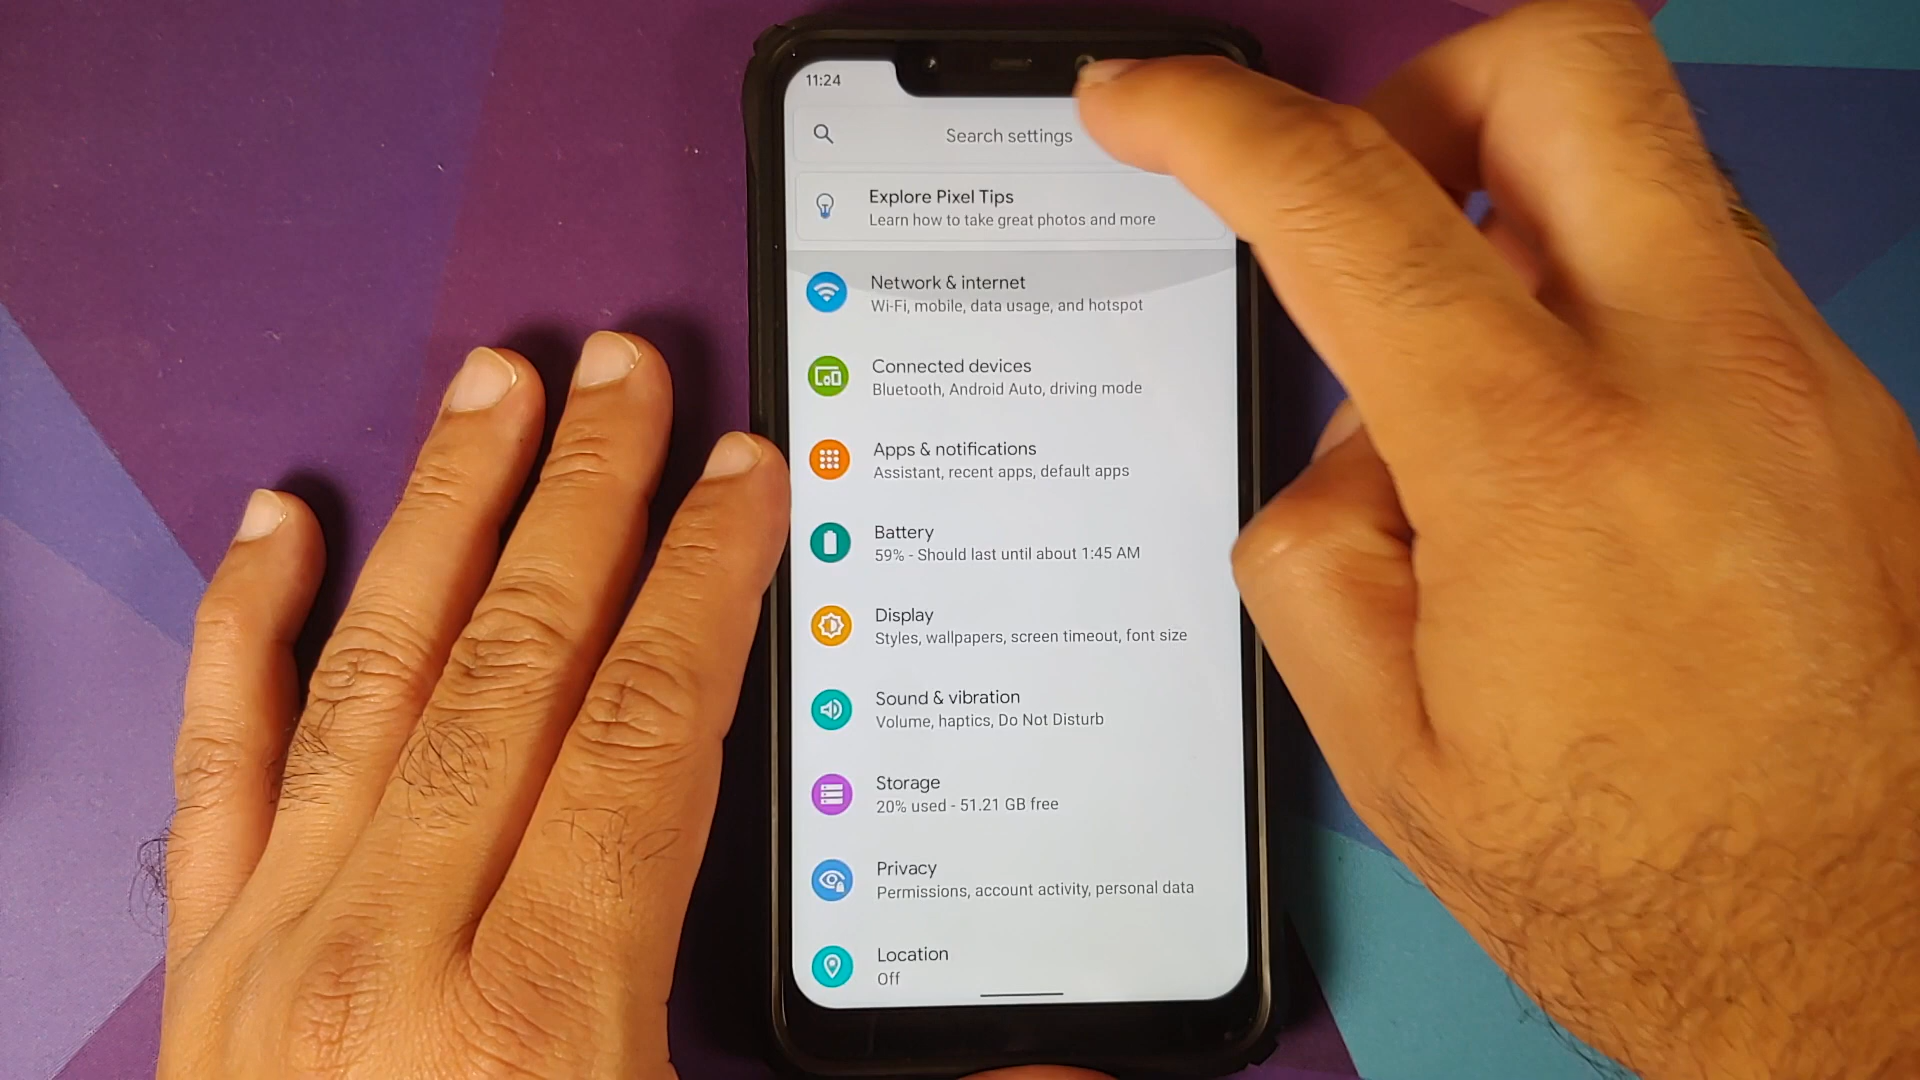 11:24
Search settings
Explore Pixel Tips
Learn how to take great photos and more
Network & internet
Wi-Fi, mobile, data usage, and hotspot
Connected devices
Bluetooth, Android Auto, driving mode
Apps & notifications
Assistant, recent apps, default apps
Battery
59% - Should last until about 1:45 AM
Display
Styles, wallpapers, screen timeout, font size
Sound & vibration
Volume, haptics, Do Not Disturb
Storage
20% used - 51.21 GB free
Privacy
Permissions, account activity, personal data
Location
Off